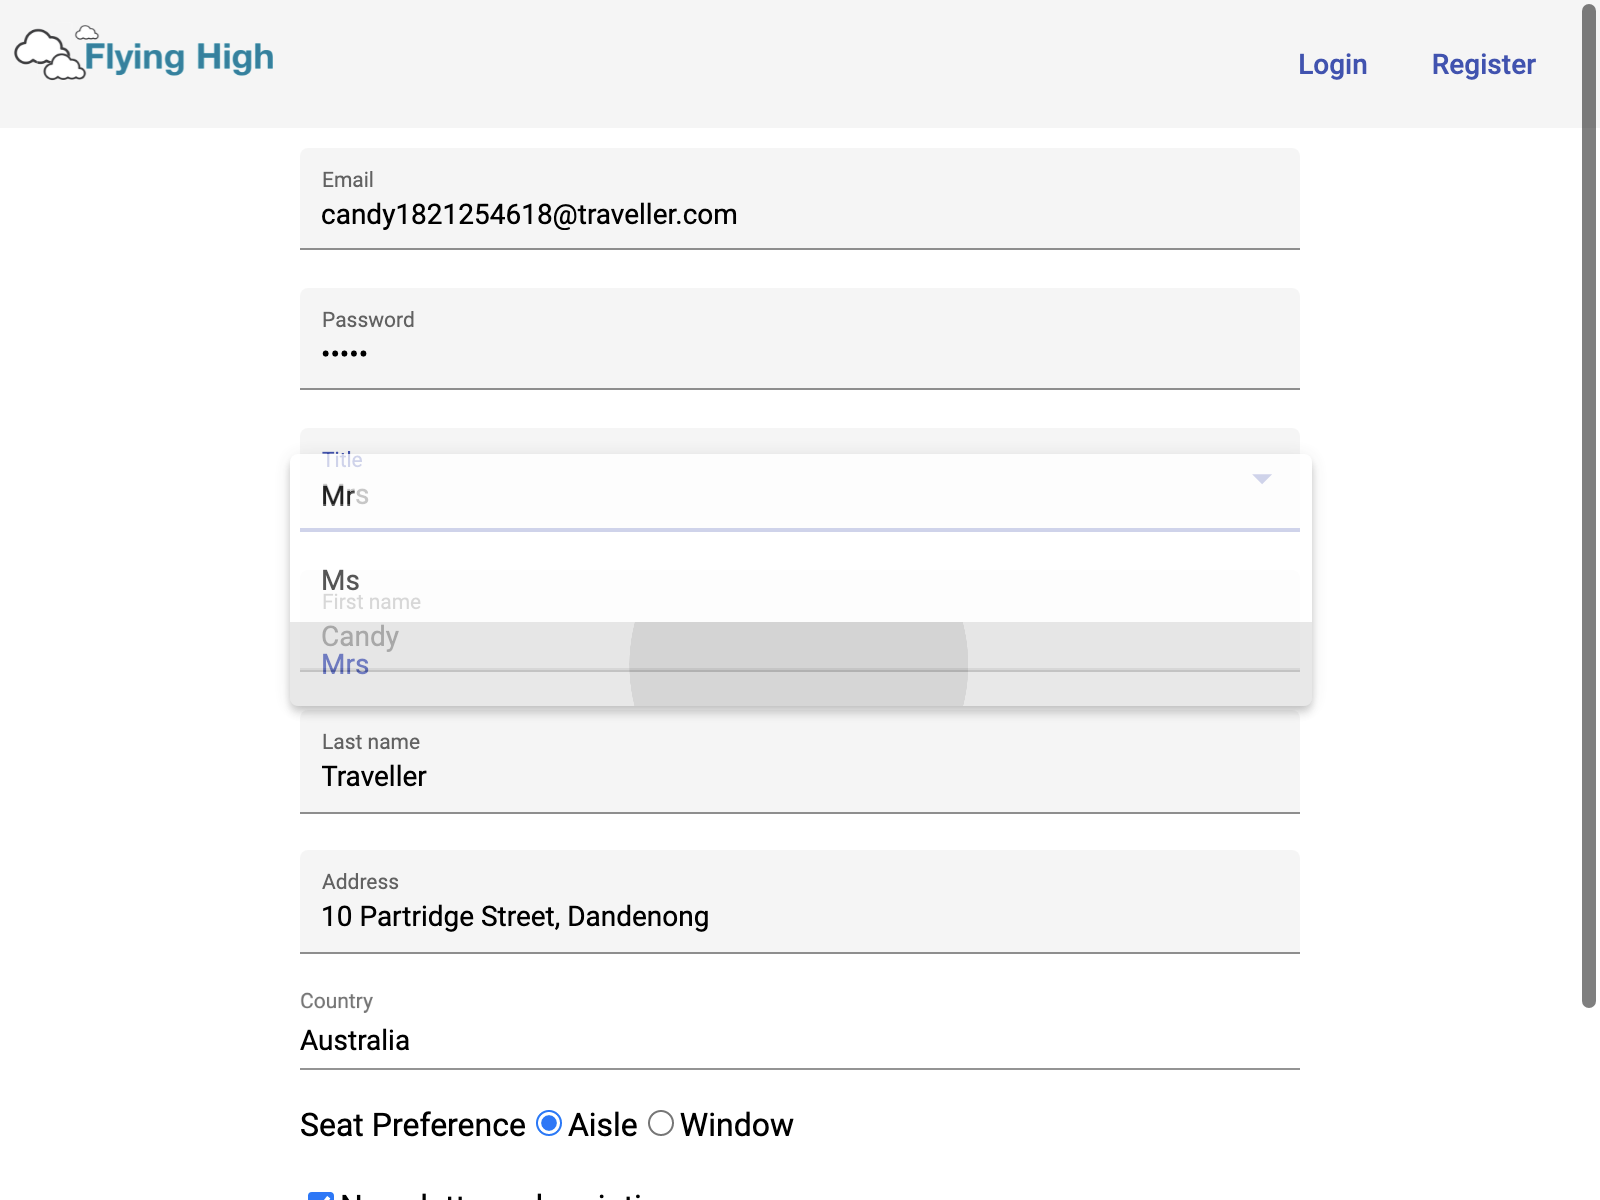 Flying High
Login
Register
Email
candy1821254618@traveller.com
Password
•••••
Title
Mrs
Mr
Ms
First name
Candy
Mrs
Last name
Traveller
Address
10 Partridge Street, Dandenong
Country
Australia
Seat Preference Aisle Window